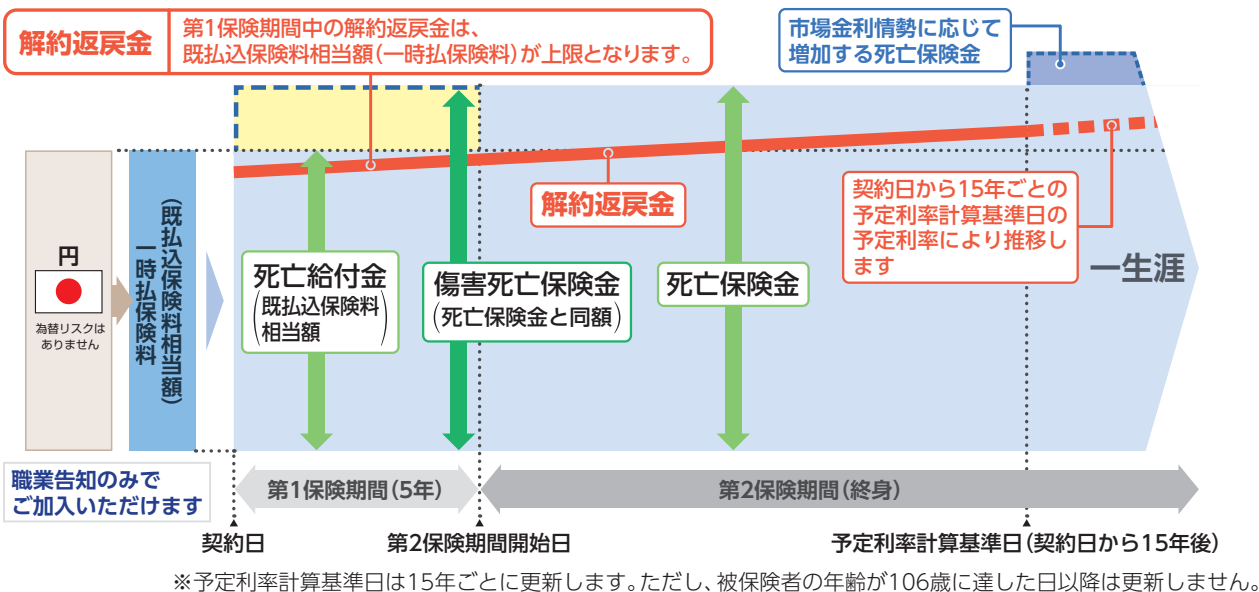 解約返戻金
第1保険期間中の解約返戻金は、
既払込保険料相当額(一時払保険料)が上限となります。
市場金利情勢に応じて
増加する死亡保険金
解約返戻金
契約日から15年ごとの
予定利率計算基準日の
予定利率により推移し
ます
一生涯
円
為替リスクは
ありません
一時払保険料
(既払込保険料相当額)
死亡給付金
(既払込保険料
相当額)
傷害死亡保険金
(死亡保険金と同額)
死亡保険金
職業告知のみで
ご加入いただけます
第1保険期間(5年)
第2保険期間(終身)
契約日
第2保険期間開始日
予定利率計算基準日(契約日から15年後)
※予定利率計算基準日は15年ごとに更新します。ただし、被保険者の年齢が106歳に達した日以降は更新しません。